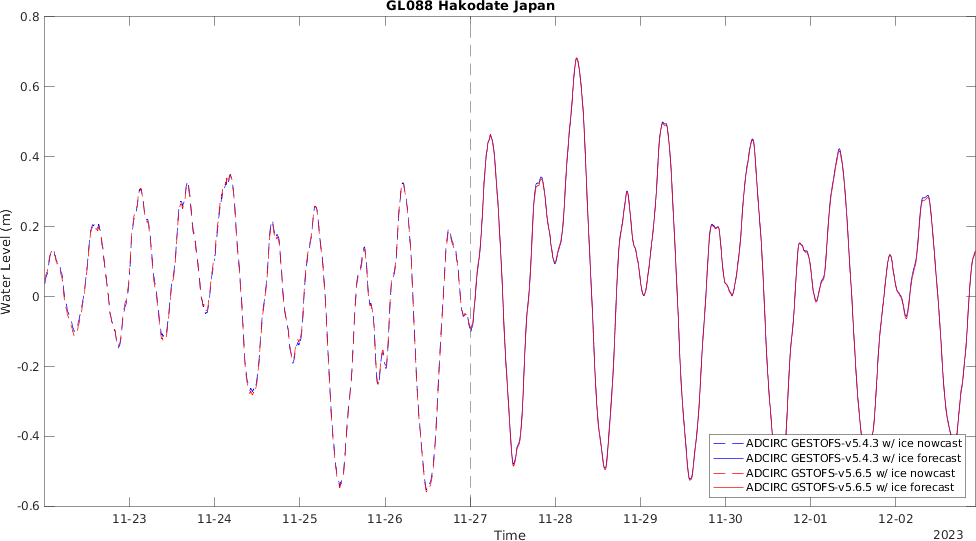 GL088 Hakodate Japan
0.8
0.6
0.4
0.2
0
-0.2
-0.4
-0.6
Water Level (m)
11-23
11-24
11-25
11-26
11-27
11-28
11-29
11-30
12-01
12-02
Time
2023
ADCIRC GESTOFS-v5.4.3 w/ ice nowcast
ADCIRC GESTOFS-v5.4.3 w/ ice forecast
ADCIRC GSTOFS-v5.6.5 w/ ice nowcast
ADCIRC GSTOFS-v5.6.5 w/ ice forecast